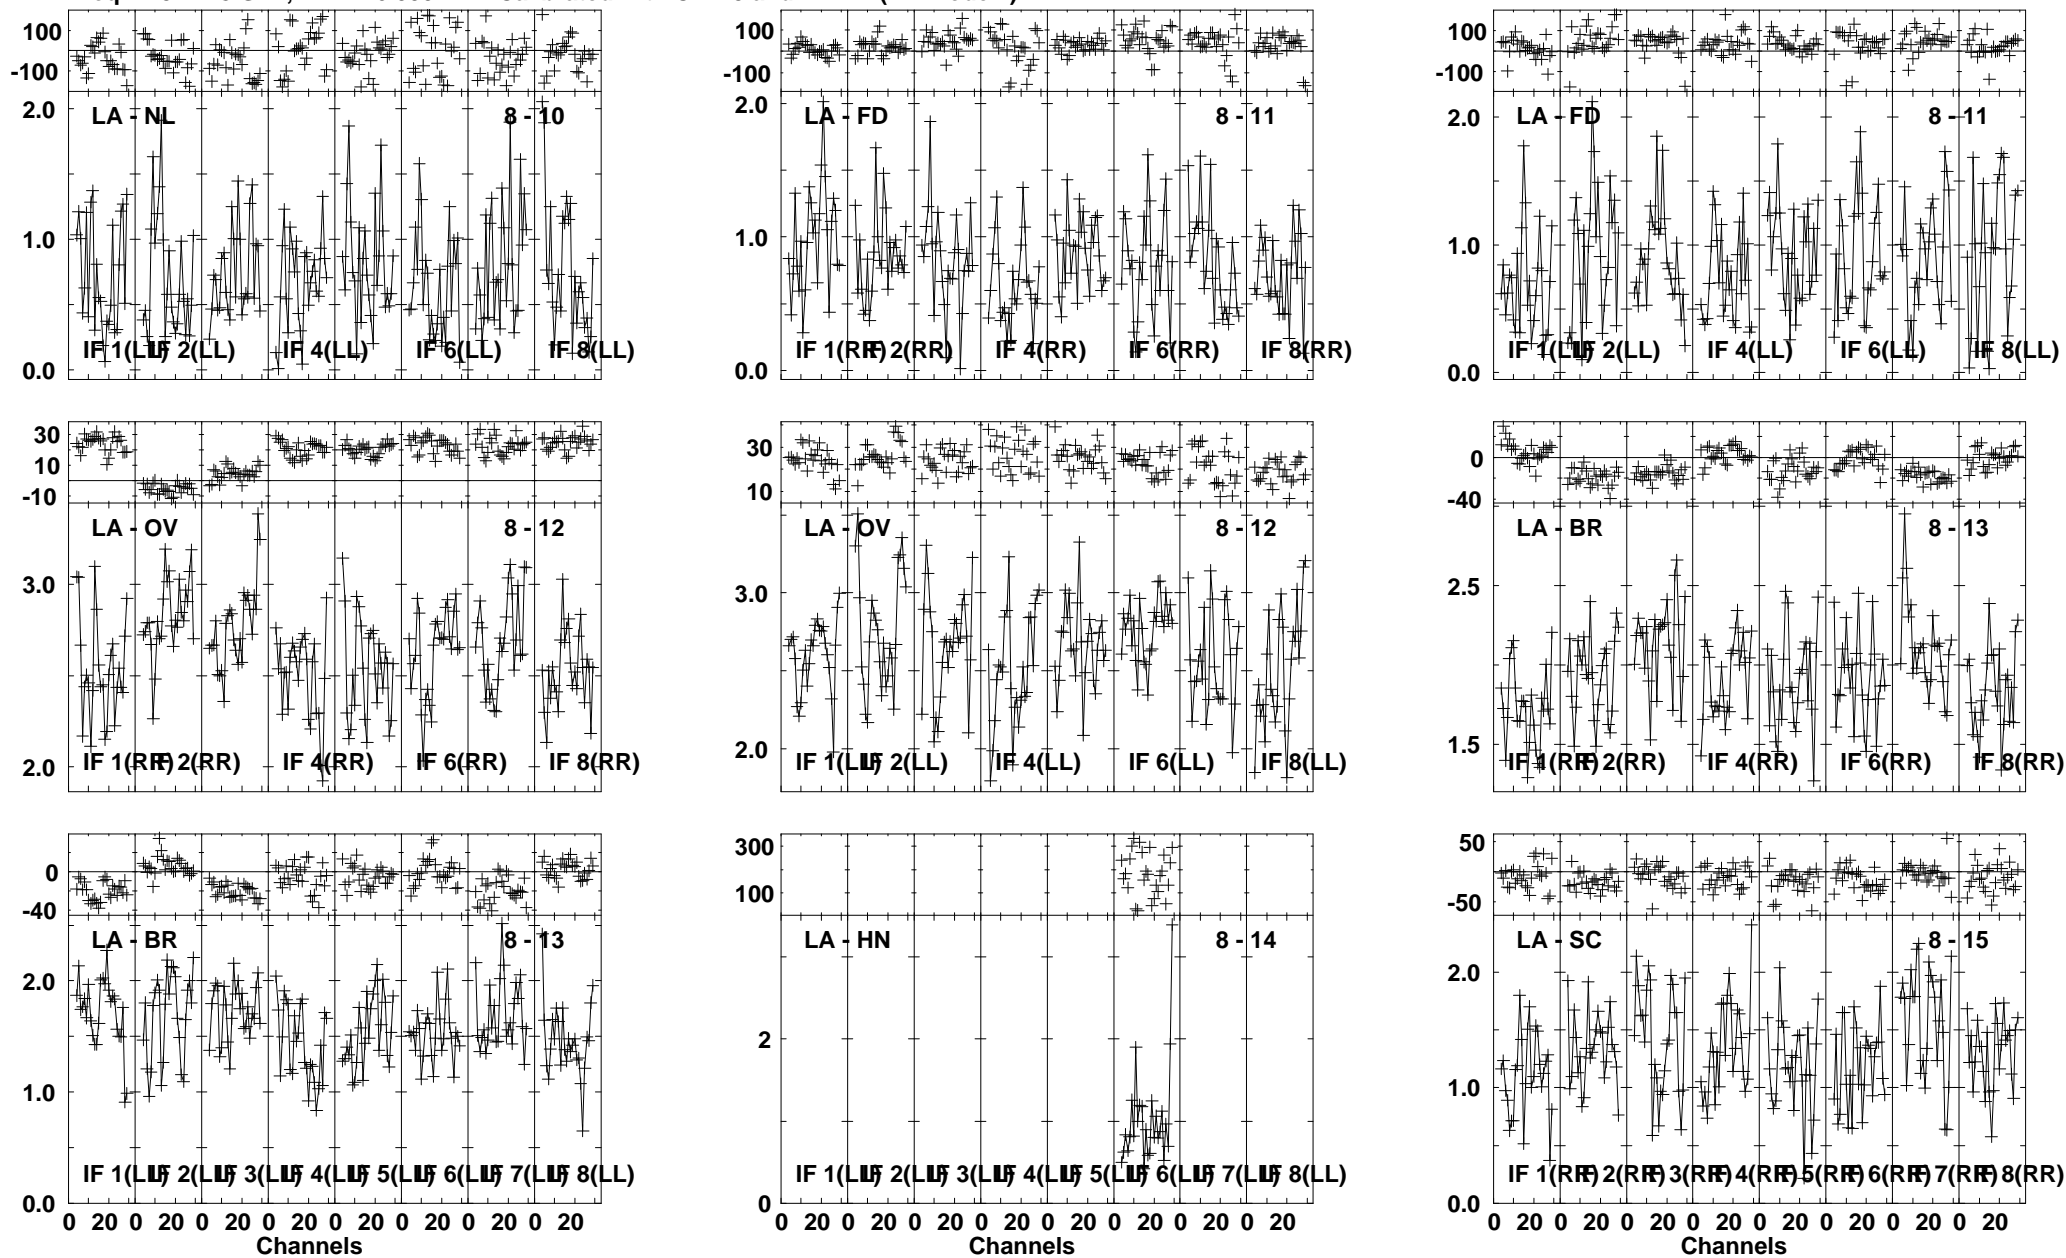 100
-100
LA - NL 8 - 10
2.0
1.0
0.0
IF 1(LL) IF 2(LL) IF 4(LL) IF 6(LL) IF 8(LL)
100
-100
LA - FD 8 - 11
2.0
1.0
0.0
IF 1(RR) IF 2(RR) IF 4(RR) IF 6(RR) IF 8(RR)
100
-100
LA - FD 8 - 11
2.0
1.0
0.0
IF 1(LL) IF 2(LL) IF 4(LL) IF 6(LL) IF 8(LL)
30
10
-10
LA - OV 8 - 12
3.0
2.0
IF 1(RR) IF 2(RR) IF 4(RR) IF 6(RR) IF 8(RR)
30
10
LA - OV 8 - 12
3.0
2.0
IF 1(LL) IF 2(LL) IF 4(LL) IF 6(LL) IF 8(LL)
0
-40
LA - BR 8 - 13
2.5
1.5
IF 1(RR) IF 2(RR) IF 4(RR) IF 6(RR) IF 8(RR)
0
-40
LA - BR 8 - 13
2.0
1.0
0.0
IF 1(LL) IF 2(LL) IF 3(LL) IF 4(LL) IF 5(LL) IF 6(LL) IF 7(LL) IF 8(LL)
0 20 0 20 0 20 0 20 0 20 0 20 0 20 0 20
Channels
300
100
LA - HN 8 - 14
2
0
IF 1(LL) IF 2(LL) IF 3(LL) IF 4(LL) IF 5(LL) IF 6(LL) IF 7(LL) IF 8(LL)
0 20 0 20 0 20 0 20 0 20 0 20 0 20 0 20
Channels
50
-50
LA - SC 8 - 15
2.0
1.0
0.0
IF 1(RR) IF 2(RR) IF 3(RR) IF 4(RR) IF 5(RR) IF 6(RR) IF 7(RR) IF 8(RR)
0 20 0 20 0 20 0 20 0 20 0 20 0 20 0 20
Channels